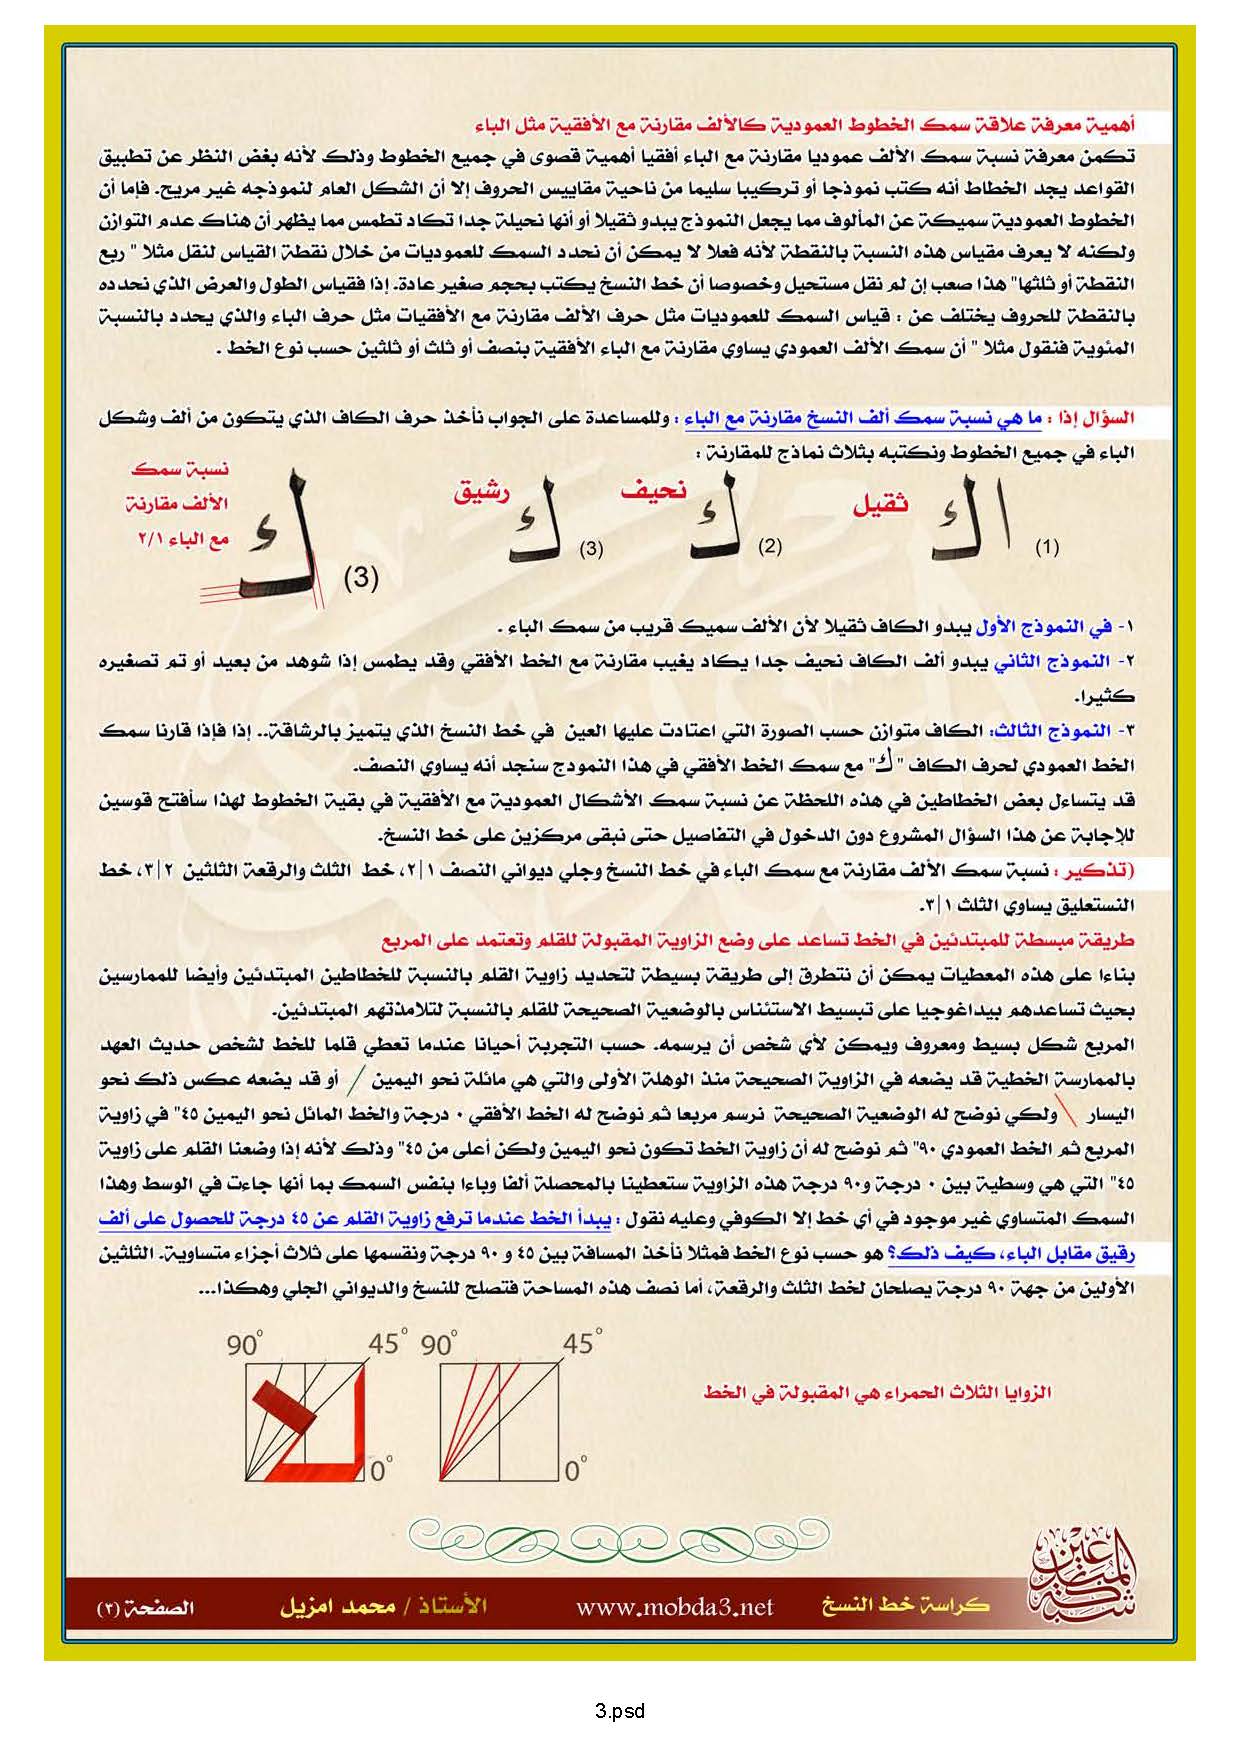 أهمية معرفة علاقة سمك الخطوط العمودية كالألف مقارنة مع الأفقية مثل الباء
تكمن معرفة نسبة سمك الألف عموديا مقارنة مع الباء أفقيا أهمية قصوى في جميع الخطوط وذلك لأنه بغض النظر عن تطبيق
القواعد يجد الخطاط أنه كتب نموذجا أو تركيبا سليما من ناحية مقاييس الحروف إلا أن الشكل العام لنموذجه غير مريح. فإما أن
الخطوط العمودية سميكة عن المألوف مما يجعل النموذج يبدو ثقيلا أو أنها نحيلة جدا تكاد تطمس مما يظهر أن هناك عدم التوازن
ولكنه لا يعرف مقياس هذه النسبة بالنقطة لأنه فعلا لا يمكن أن نحدد السمك للعموديات من خلال نقطة القياس لنقل مثلا " ربع
النقطة أو ثلثها" هذا صعب إن لم نقل مستحيل وخصوصا أن خط النسخ يكتب بحجم صغير عادة. إذا فقياس الطول والعرض الذي نحدده
بالنقطة للحروف يختلف عن : قياس السمك للعموديات مثل حرف الألف مقارنة مع الأفقيات مثل حرف الباء والذي يحدد بالنسبة
المئوية فنقول مثلا " أن سمك الألف العمودي يساوي مقارنة مع الباء الأفقية بنصف أو ثلث أو ثلثين حسب نوع الخط .
السؤال إذا : ما هي نسبة سمك ألف النسخ مقارنة مع الباء : وللمساعدة على الجواب نأخذ حرف الكاف الذي يتكون من ألف وشكل
الباء في جميع الخطوط ونكتبه بثلاث نماذج للمقارنة :
ا ك ثقيل (1)
ك نحيف (2)
ك رشيق (3)
ك (3)
نسبة سمك
الألف مقارنة
مع الباء ٢/١
١- في النموذج الأول يبدو الكاف ثقيلا لأن الألف سميك قريب من سمك الباء .
٢- النموذج الثاني يبدو ألف الكاف نحيف جدا يكاد يغيب مقارنة مع الخط الأفقي وقد يطمس إذا شوهد من بعيد أو تم تصغيره
كثيرا.
٣- النموذج الثالث: الكاف متوازن حسب الصورة التي اعتادت عليها العين في خط النسخ الذي يتميز بالرشاقة.. إذا فإذا قارنا سمك
الخط العمودي لحرف الكاف "ك" مع سمك الخط الأفقي في هذا النمودج سنجد أنه يساوي النصف.
قد يتساءل بعض الخطاطين في هذه اللحظة عن نسبة سمك الأشكال العمودية مع الأفقية في بقية الخطوط لهذا سأفتح قوسين
للإجابة عن هذا السؤال المشروع دون الدخول في التفاصيل حتى نبقى مركزين على خط النسخ.
(تذكير : نسبة سمك الألف مقارنة مع سمك الباء في خط النسخ وجلي ديواني النصف ١|٢، خط الثلث والرقعة الثلثين ٢|٣، خط
النستعليق يساوي الثلث ١|٣.
طريقة مبسطة للمبتدئين في الخط تساعد على وضع الزاوية المقبولة للقلم وتعتمد على المربع
بناءا على هذه المعطيات يمكن أن نتطرق إلى طريقة بسيطة لتحديد زاوية القلم بالنسبة للخطاطين المبتدئين وأيضا للممارسين
بحيث تساعدهم بيداغوجيا على تبسيط الاستئناس بالوضعية الصحيحة للقلم بالنسبة لتلامذتهم المبتدئين.
المربع شكل بسيط ومعروف ويمكن لأي شخص أن يرسمه. حسب التجربة أحيانا عندما تعطي قلما للخط لشخص حديث العهد
بالممارسة الخطية قد يضعه في الزاوية الصحيحة منذ الوهلة الأولى والتي هي مائلة نحو اليمين / أو قد يضعه عكس ذلك نحو
اليسار \ ولكي نوضح له الوضعية الصحيحة نرسم مربعا ثم نوضح له الخط الأفقي ٠ درجة والخط المائل نحو اليمين ٤٥" في زاوية
المربع ثم الخط العمودي ٩٠" ثم نوضح له أن زاوية الخط تكون نحو اليمين ولكن أعلى من ٤٥" وذلك لأنه إذا وضعنا القلم على زاوية
٤٥" التي هي وسطية بين ٠ درجة و٩٠ درجة هذه الزاوية ستعطينا بالمحصلة ألفا وباءا بنفس السمك بما أنها جاءت في الوسط وهذا
السمك المتساوي غير موجود في أي خط إلا الكوفي وعليه نقول : يبدأ الخط عندما ترفع زاوية القلم عن ٤٥ درجة للحصول على ألف
رقيق مقابل الباء، كيف ذلك؟ هو حسب نوع الخط فمثلا نأخذ المسافة بين ٤٥ و ٩٠ درجة ونقسمها على ثلاث أجزاء متساوية. الثلثين
الأولين من جهة ٩٠ درجة يصلحان لخط الثلث والرقعة، أما نصف هذه المساحة فتصلح للنسخ والديواني الجلي وهكذا...
90° 45° 90° 45°
الزوايا الثلاث الحمراء هي المقبولة في الخط
0° 0°
شبكة المبدعين
كراسة خط النسخ www.mobda3.net الأستاذ / محمد امزيل الصفحة (٣)
3.psd